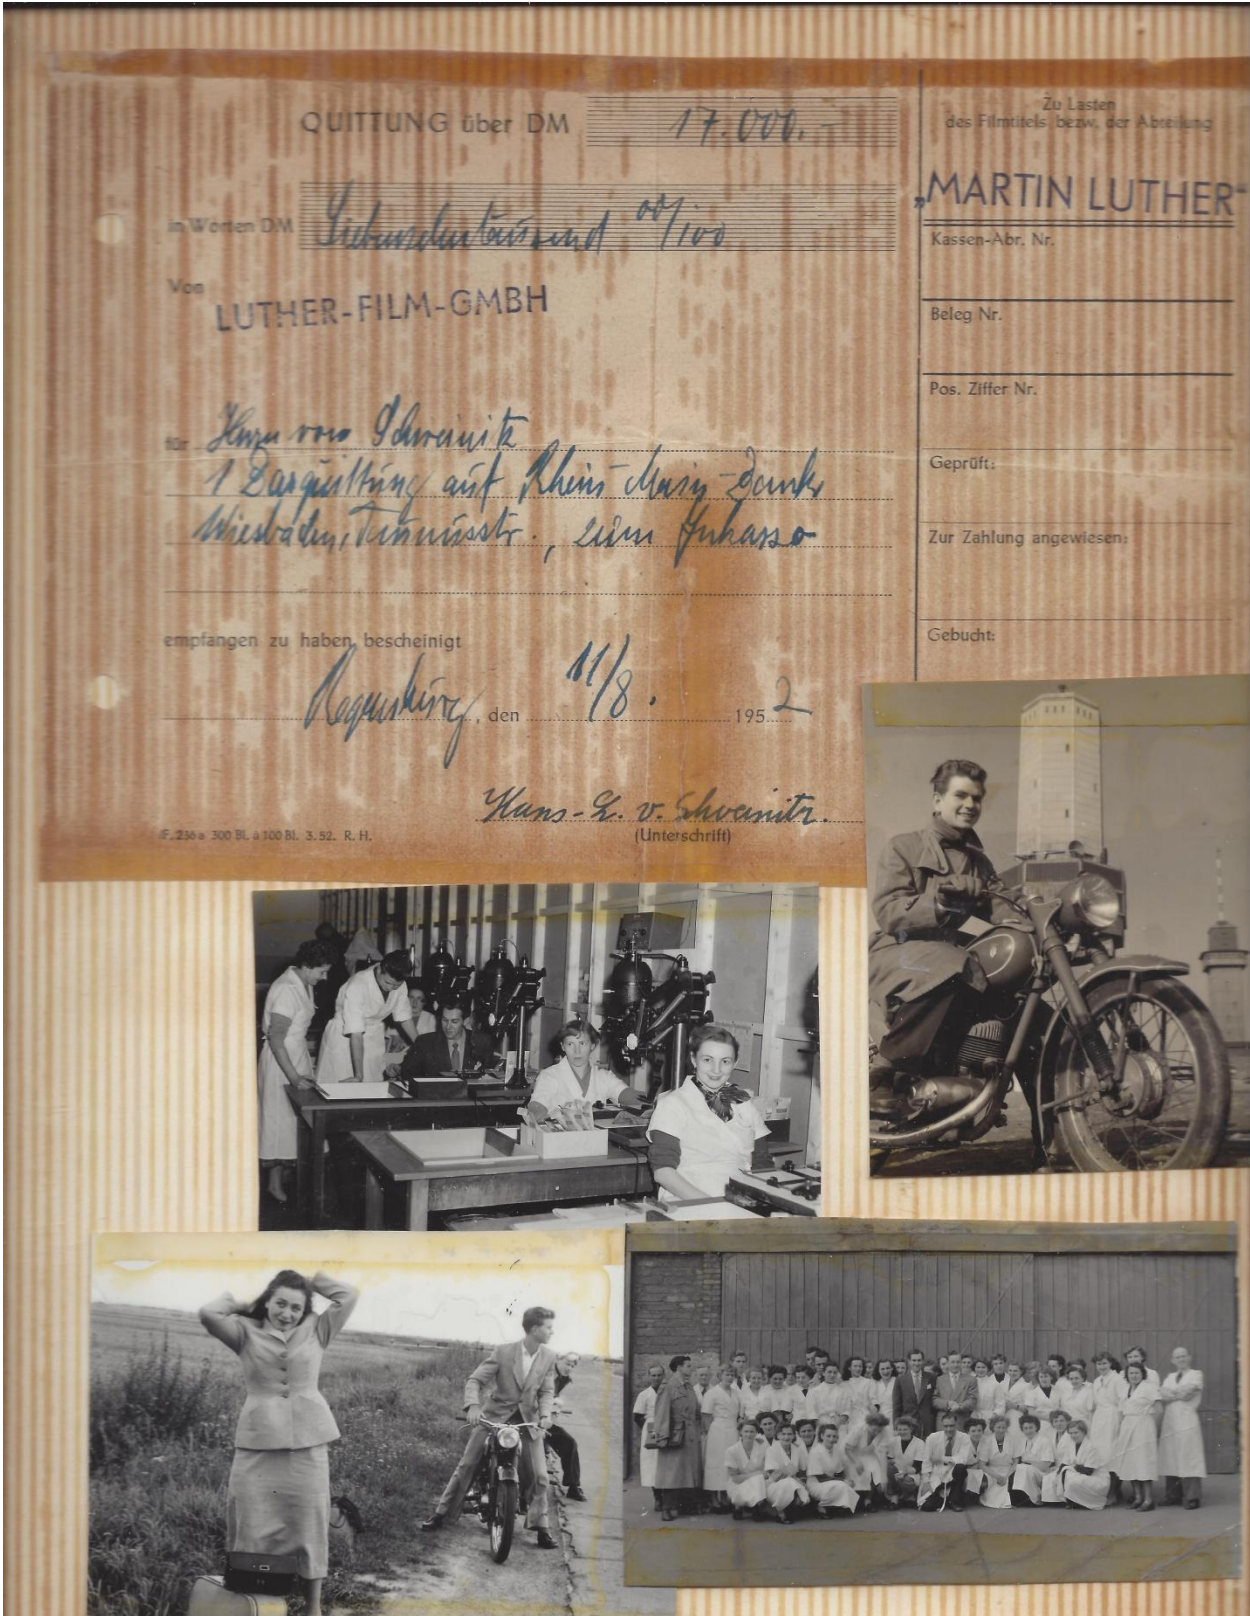 QUITTUNG über DM 17.000.-
in Worten DM Siebzehntausend 00/100
Von LUTHER-FILM-GMBH
für Herrn von Schweinitz
1 Barquittung auf Rhein-Main-Bank
Wiesbaden, Taunusstr., zum Inkasso
empfangen zu haben, bescheinigt
Regensburg, den 11/8. 1952
Hans-L. v. Schweinitz.
(Unterschrift)
F. 236a 300 Bl. à 100 Bl. 3. 52. R. H.
Zu Lasten
des Filmtitels bezw. der Abteilung
„MARTIN LUTHER"
Kassen-Abr. Nr.
Beleg Nr.
Pos. Ziffer Nr.
Geprüft:
Zur Zahlung angewiesen:
Gebucht: